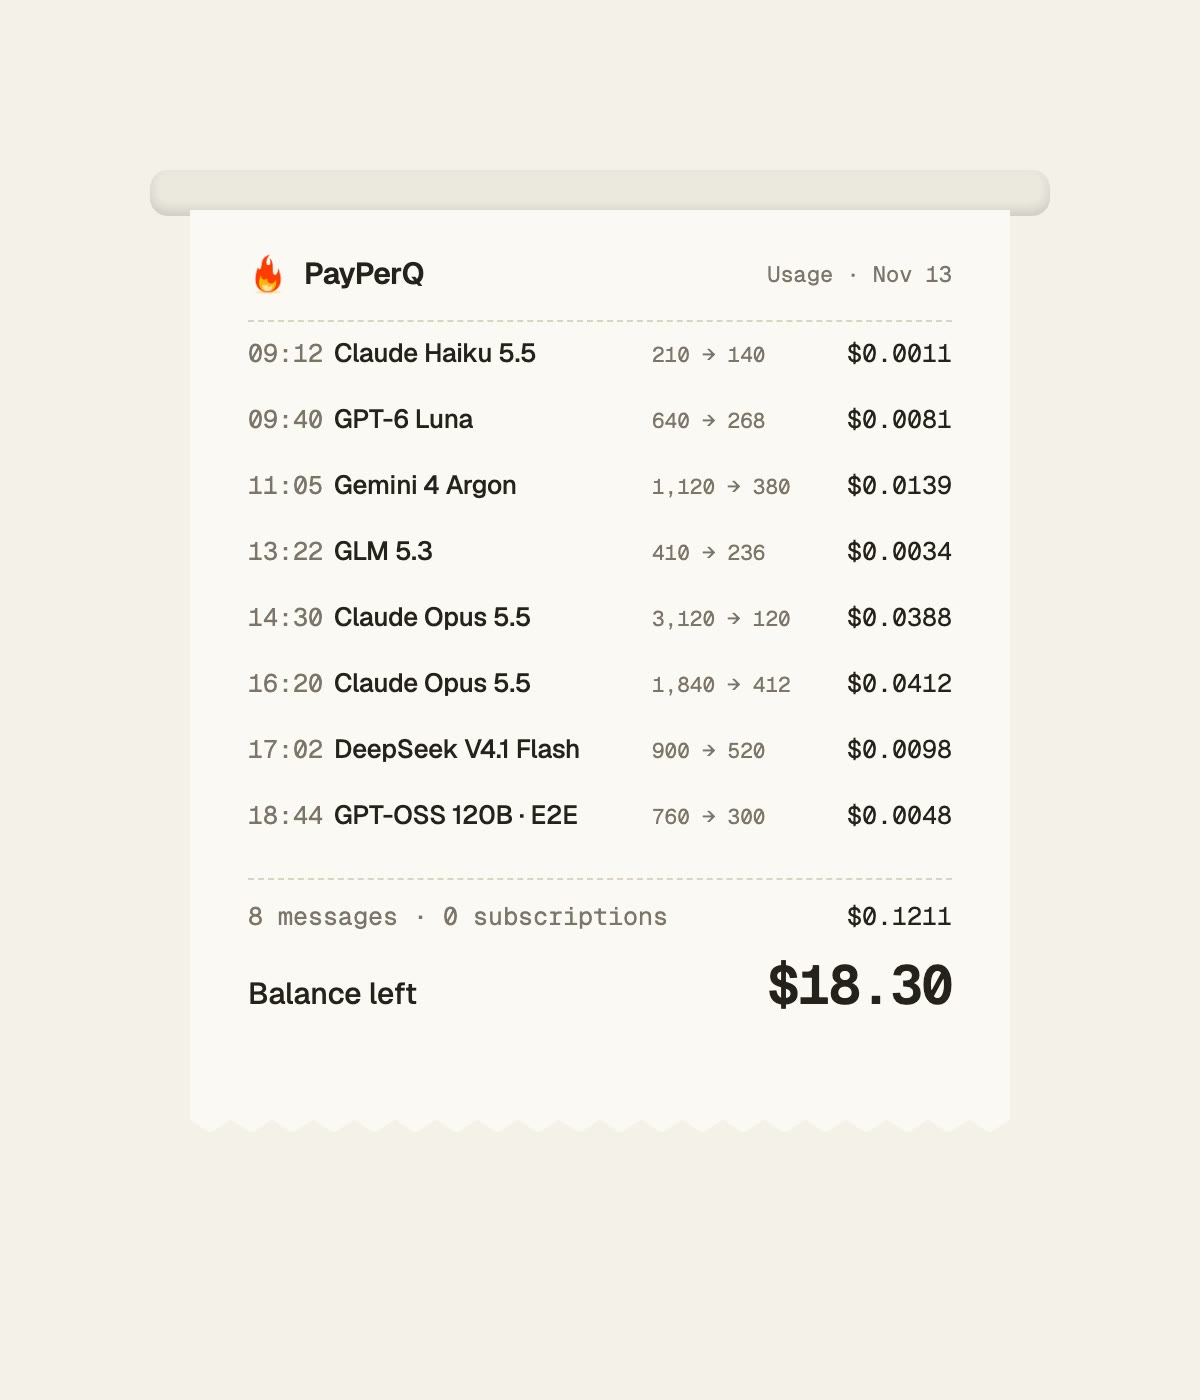 PayPerQ Usage · Nov 13
09:12 Claude Haiku 5.5 210 → 140 $0.0011
09:40 GPT-6 Luna 640 → 268 $0.0081
11:05 Gemini 4 Argon 1,120 → 380 $0.0139
13:22 GLM 5.3 410 → 236 $0.0034
14:30 Claude Opus 5.5 3,120 → 120 $0.0388
16:20 Claude Opus 5.5 1,840 → 412 $0.0412
17:02 DeepSeek V4.1 Flash 900 → 520 $0.0098
18:44 GPT-OSS 120B · E2E 760 → 300 $0.0048
8 messages · 0 subscriptions $0.1211
Balance left $18.30